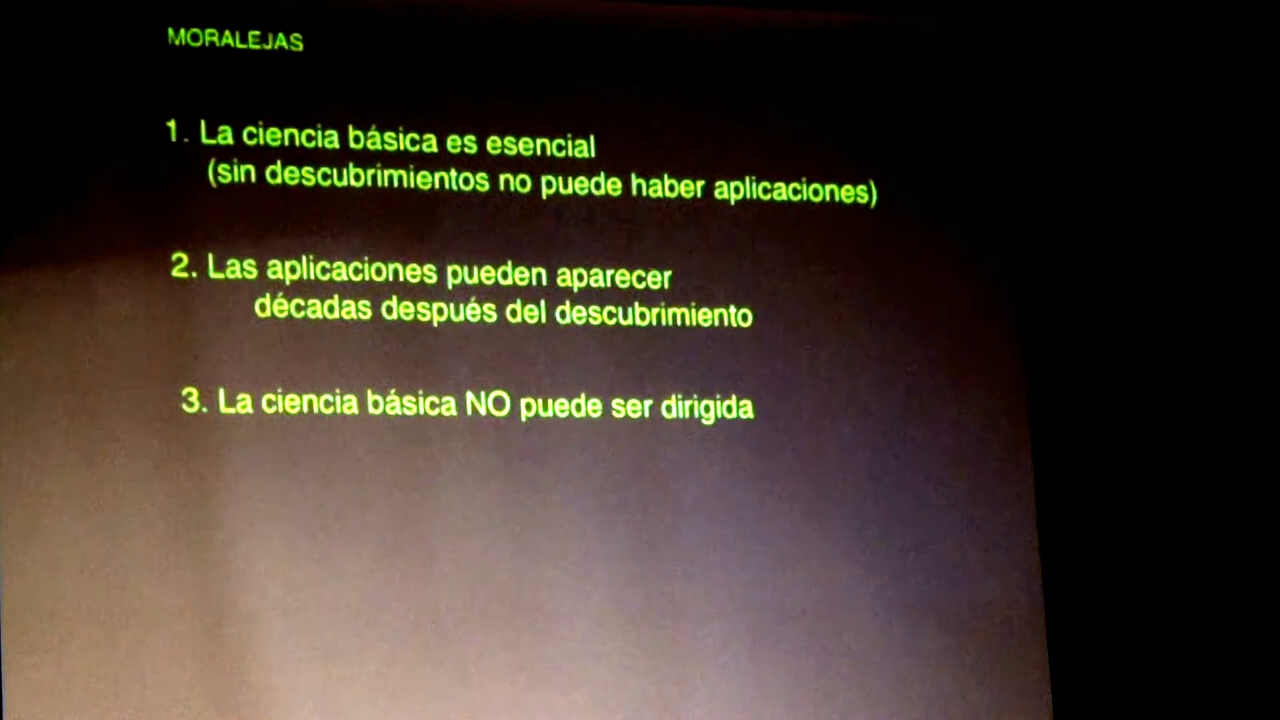 MORALEJAS
1. La ciencia básica es esencial
(sin descubrimientos no puede haber aplicaciones)
2. Las aplicaciones pueden aparecer
décadas después del descubrimiento
3. La ciencia básica NO puede ser dirigida